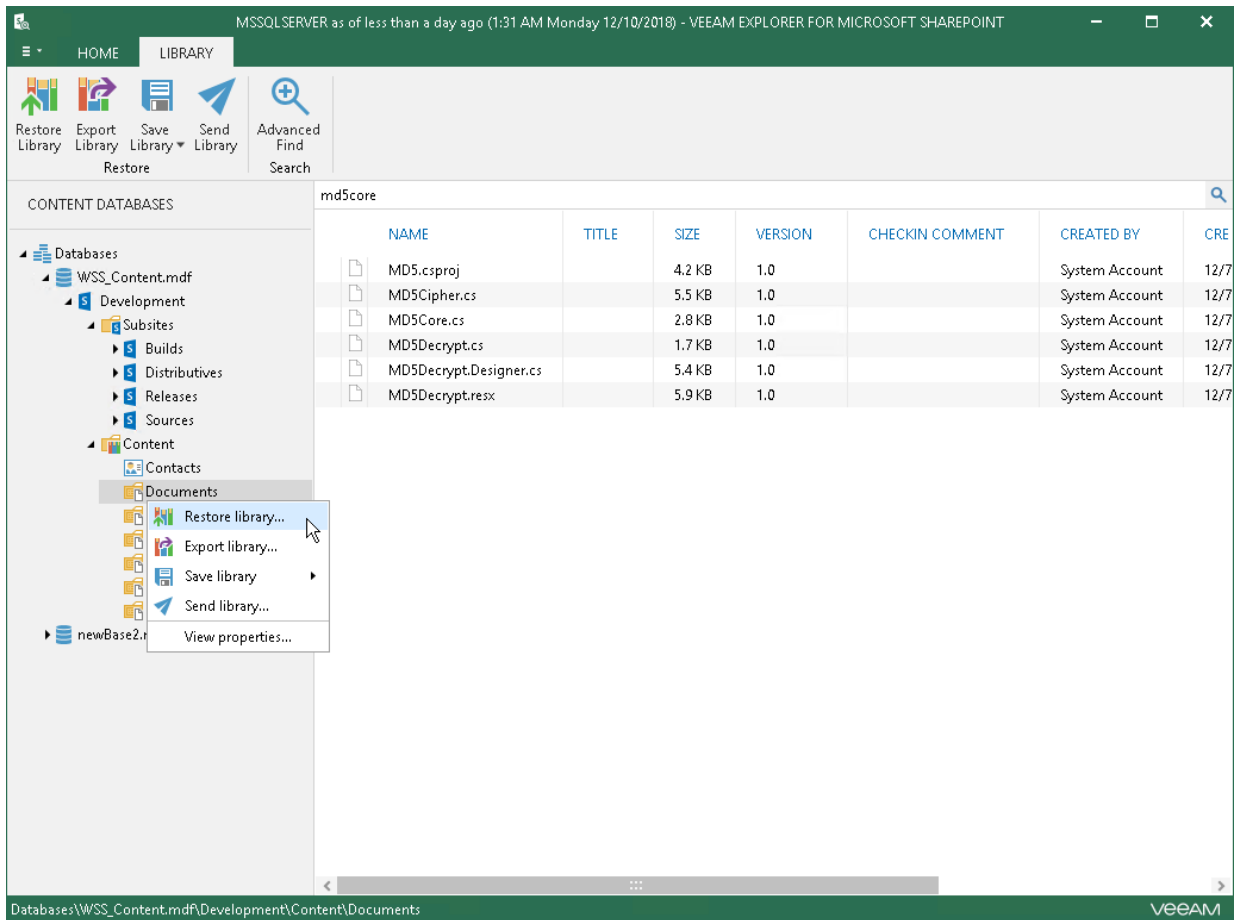 MSSQLSERVER as of less than a day ago (1:31 AM Monday 12/10/2018) - VEEAM EXPLORER FOR MICROSOFT SHAREPOINT
HOME LIBRARY
Restore Library
Export Library
Save Library
Send Library
Advanced Find
Restore
Search
CONTENT DATABASES
md5core
NAME TITLE SIZE VERSION CHECKIN COMMENT CREATED BY CRE
MD5.csproj 4.2 KB 1.0 System Account 12/7
MD5Cipher.cs 5.5 KB 1.0 System Account 12/7
MD5Core.cs 2.8 KB 1.0 System Account 12/7
MD5Decrypt.cs 1.7 KB 1.0 System Account 12/7
MD5Decrypt.Designer.cs 5.4 KB 1.0 System Account 12/7
MD5Decrypt.resx 5.9 KB 1.0 System Account 12/7
Databases
WSS_Content.mdf
Development
Subsites
Builds
Distributives
Releases
Sources
Content
Contacts
Documents
Restore library...
Export library...
Save library
Send library...
View properties...
newBase2.
Databases\WSS_Content.mdf\Development\Content\Documents
VEEAM